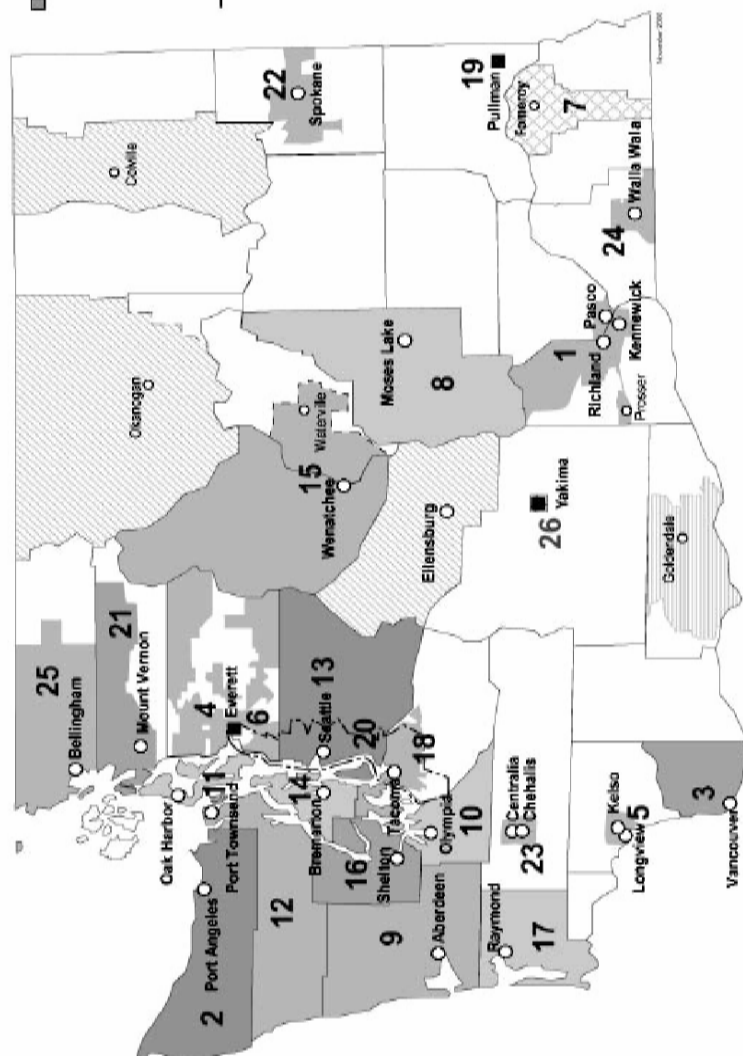 25
Bellingham
21
Mount Vernon
Okanogan
Colville
Oak Harbor
11
4
Everett
6
Port Townsend
Port Angeles
2
22
Spokane
12
14
Bremerton
Seattle
13
15
Wenatchee
Waterville
Moses Lake
8
16
Shelton
Tacoma
20
18
Ellensburg
9
Aberdeen
Olympia
10
19
Pullman
Pomeroy
7
Raymond
17
23
Centralia
Chehalis
26
Yakima
1
Richland
Pasco
Kennewick
Prosser
24
Walla Wala
Kelso
Longview
5
3
Vancouver
Goldendale
November 2006